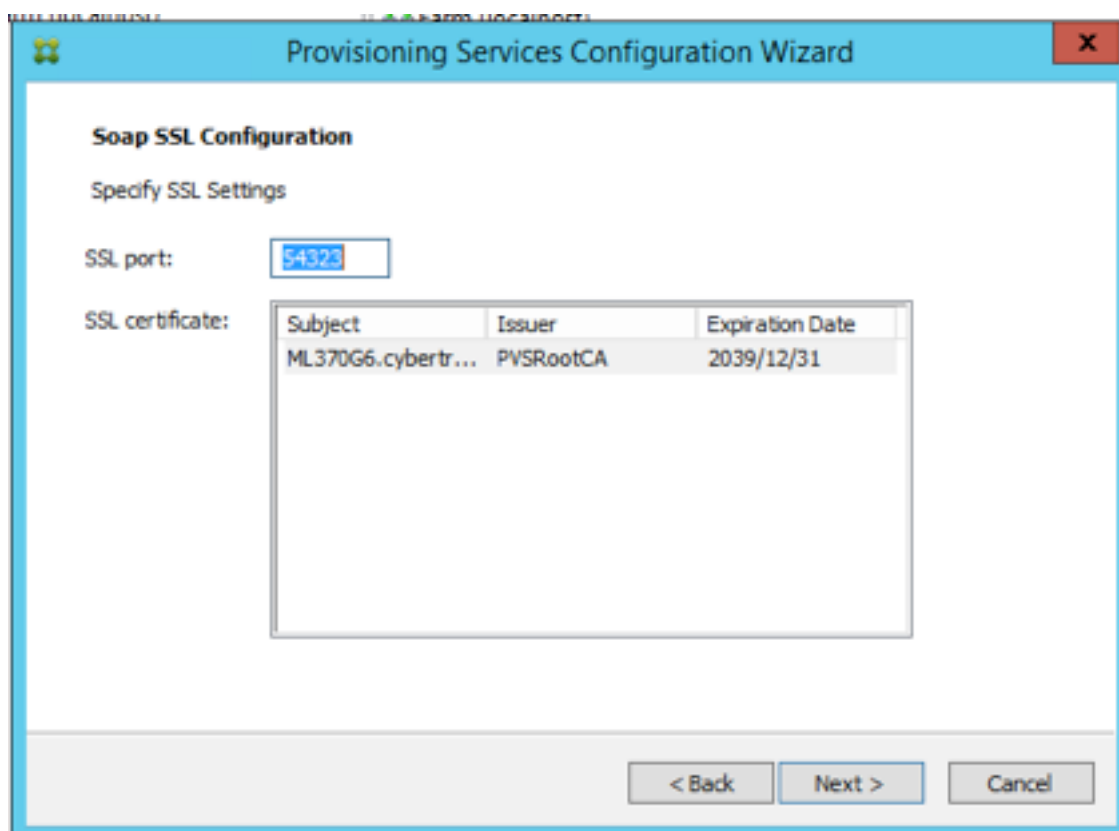 Provisioning Services Configuration Wizard
x
Soap SSL Configuration
Specify SSL Settings
SSL port: 54323
SSL certificate:
Subject Issuer Expiration Date
ML370G6.cybertr... PVSRootCA 2039/12/31
< Back Next > Cancel